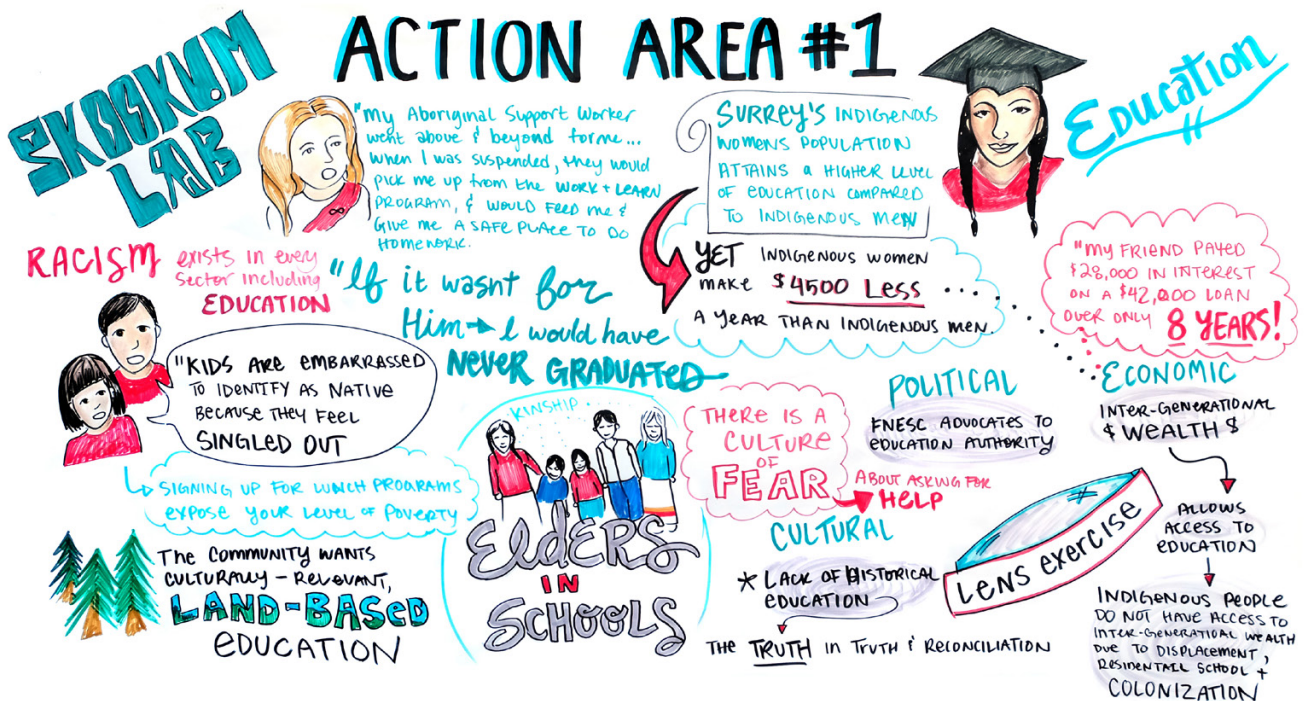 SKOOKUM
LAB
ACTION AREA #1
Education
"My Aboriginal Support Worker
went above & beyond for me...
when I was suspended, they would
pick me up from the WORK + LEARN
PROGRAM, & WOULD FEED ME &
GIVE ME A SAFE PLACE TO DO
HOMEWORK.
"If it wasnt for
Him → I would have
NEVER GRADUATED
SURREY'S INDIGENOUS
WOMENS POPULATION
ATTAINS A HIGHER LEVEL
OF EDUCATION COMPARED
TO INDIGENOUS MEN
YET INDIGENOUS WOMEN
MAKE $4500 LESS
A YEAR THAN INDIGENOUS MEN.
"MY FRIEND PAYED
$28,000 IN INTEREST
ON A $42,000 LOAN
OVER ONLY 8 YEARS!
RACISM exists in every
Sector including
EDUCATION
"KIDS ARE EMBARRASSED
TO IDENTIFY AS NATIVE
BECAUSE THEY FEEL
SINGLED OUT
SIGNING UP FOR LUNCH PROGRAMS
EXPOSE YOUR LEVEL OF POVERTY
The COMMUNITY WANTS
CULTURALLY - RELEVANT,
LAND-BASED
EDUCATION
KINSHIP
ELDERS
IN
SCHOOLS
THERE IS A
CULTURE
OF
FEAR
ABOUT ASKING FOR
HELP
POLITICAL
FNESC ADVOCATES TO
EDUCATION AUTHORITY
CULTURAL
* LACK OF HISTORICAL
EDUCATION
THE TRUTH in TRUTH & RECONCILIATION
LENS exercise
ECONOMIC
INTER-GENERATIONAL
$ WEALTH $
ALLOWS
ACCESS TO
EDUCATION
INDIGENOUS PEOPLE
DO NOT HAVE ACCESS TO
INTER-GENERATIONAL WEALTH
DUE TO DISPLACEMENT,
RESIDENTAIL SCHOOL +
COLONIZATION